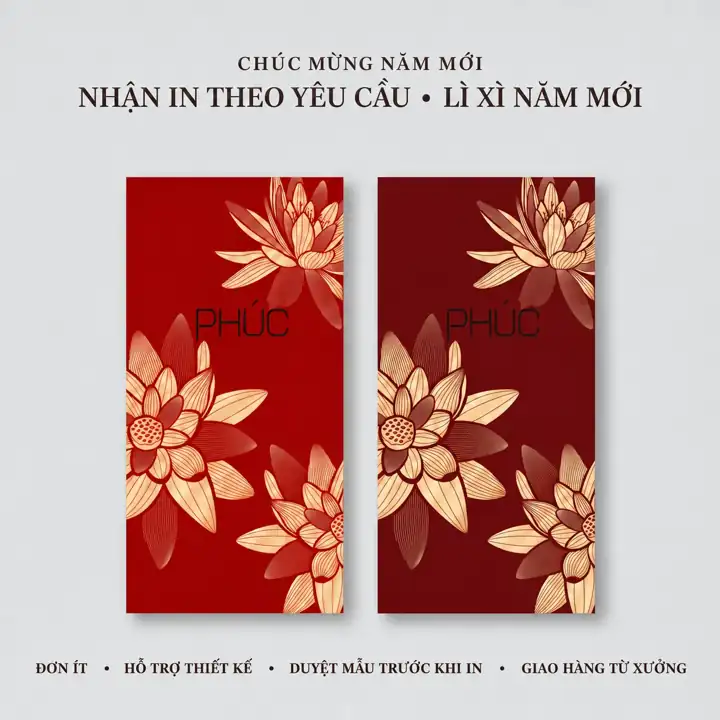 CHÚC MỪNG NĂM MỚI
NHẬN IN THEO YÊU CẦU • LÌ XÌ NĂM MỚI
PHÚC
PHÚC
ĐƠN ÍT • HỖ TRỢ THIẾT KẾ • DUYỆT MẪU TRƯỚC KHI IN • GIAO HÀNG TỪ XƯỞNG